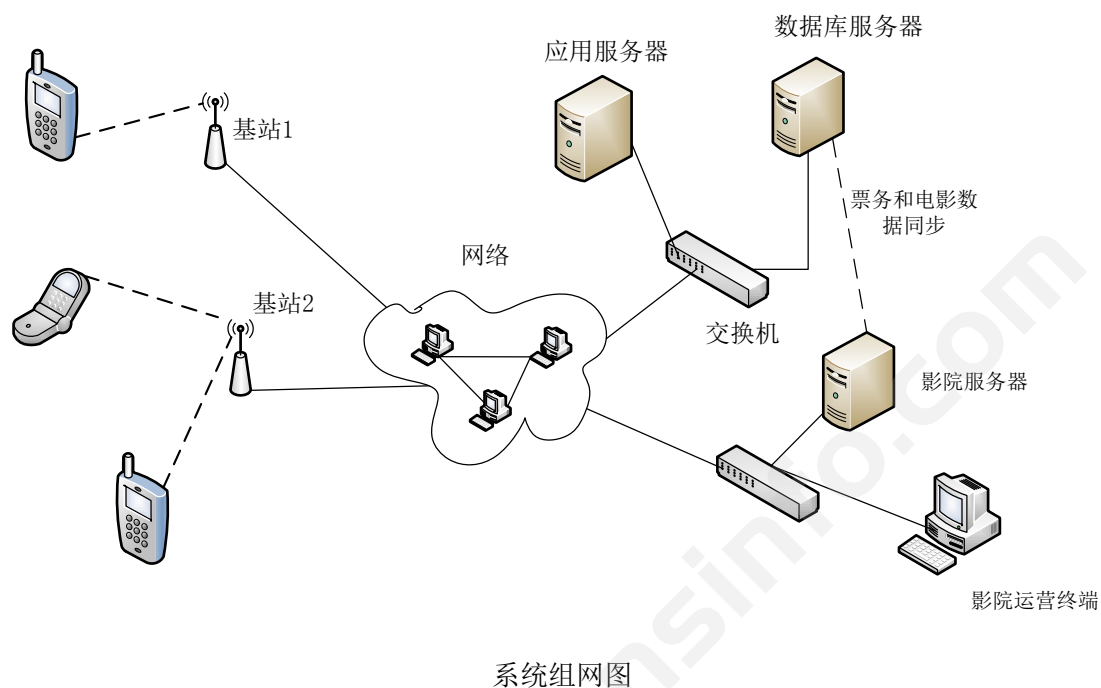 数据库服务器
应用服务器
基站1
票务和电影数
据同步
网络
基站2
交换机
影院服务器
影院运营终端
系统组网图